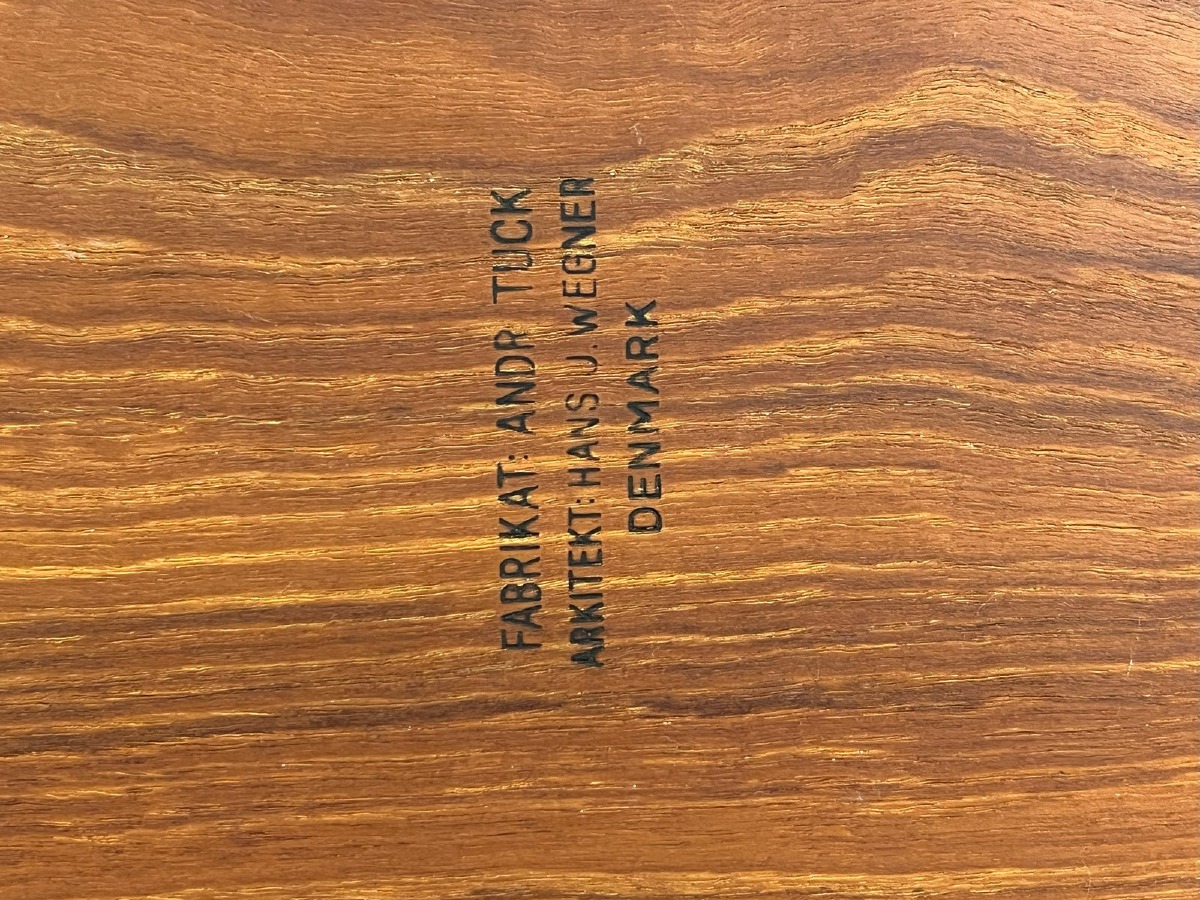 FABRIKAT: ANDR TUCK
ARKITEKT: HANS J. WEGNER
DENMARK